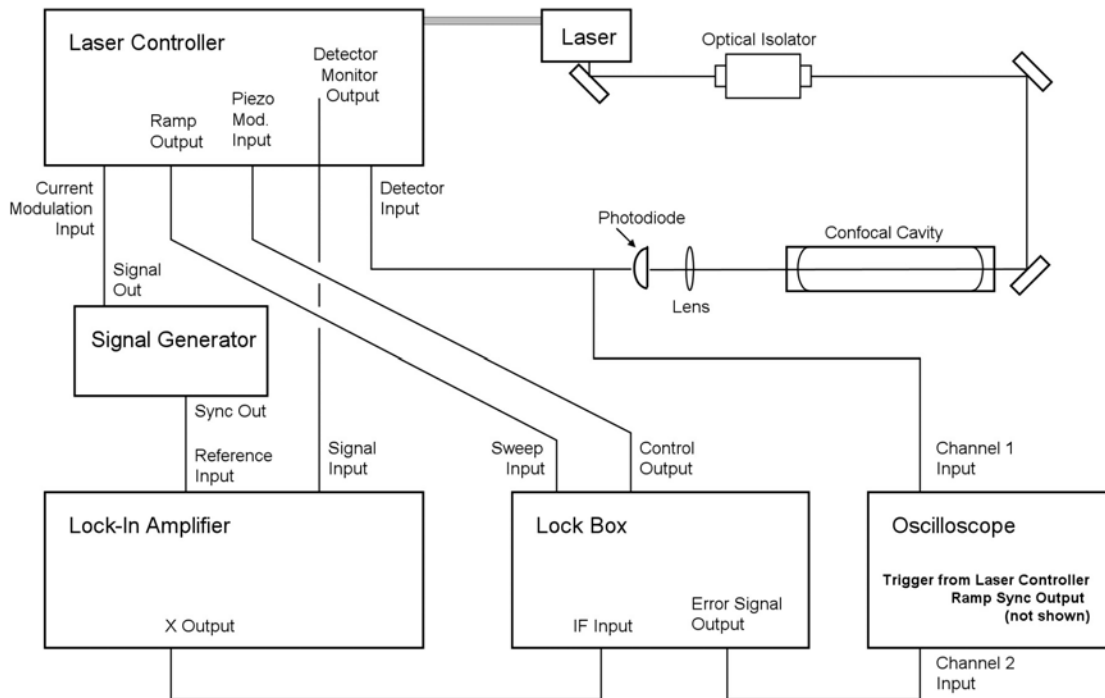 Laser Controller
Detector
Monitor
Output
Piezo
Mod.
Input
Ramp
Output
Laser
Optical Isolator
Current
Modulation
Input
Detector
Input
Photodiode
Confocal Cavity
Lens
Signal
Out
Signal Generator
Sync Out
Reference
Input
Signal
Input
Sweep
Input
Control
Output
Channel 1
Input
Lock-In Amplifier
X Output
Lock Box
IF Input
Error Signal
Output
Oscilloscope
Trigger from Laser Controller
Ramp Sync Output
(not shown)
Channel 2
Input